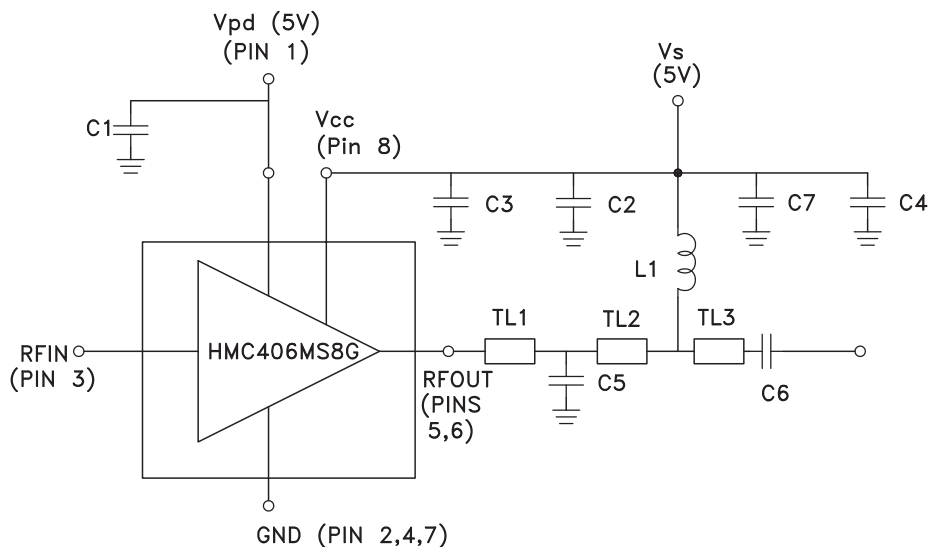 Vpd (5V)
(PIN 1)
Vs
(5V)
C1
Vcc
(Pin 8)
C3
C2
C7
C4
L1
TL1
TL2
TL3
HMC406MS8G
RFIN
(PIN 3)
RFOUT
(PINS
5,6)
C5
C6
GND (PIN 2,4,7)